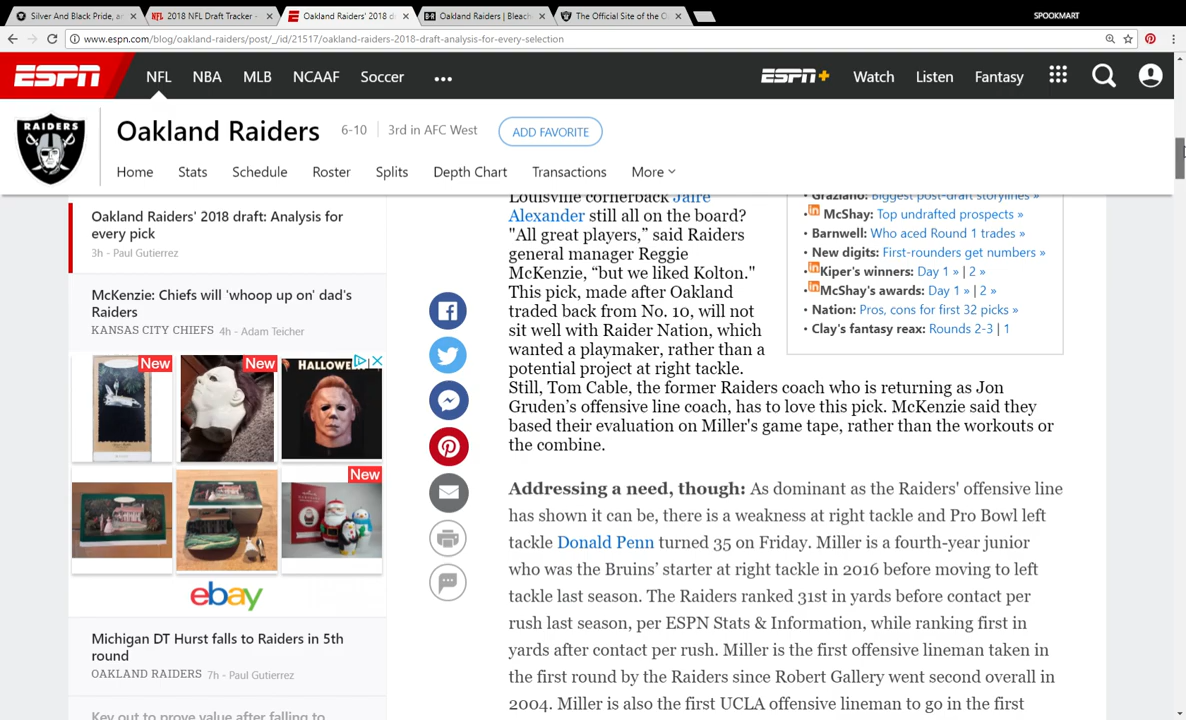 Silver And Black Pride, a
2018 NFL Draft Tracker -
Oakland Raiders' 2018 d
Oakland Raiders | Bleach
The Official Site of the O
SPOOKMART
www.espn.com/blog/oakland-raiders/post/_/id/21517/oakland-raiders-2018-draft-analysis-for-every-selection
ESPN
NFL NBA MLB NCAAF Soccer ...
ESPN+ Watch Listen Fantasy
RAIDERS
Oakland Raiders 6-10 3rd in AFC West ADD FAVORITE
Home Stats Schedule Roster Splits Depth Chart Transactions More
Oakland Raiders' 2018 draft: Analysis for
every pick
3h - Paul Gutierrez
McKenzie: Chiefs will 'whoop up on' dad's
Raiders
KANSAS CITY CHIEFS 4h - Adam Teicher
New
New
HALLOWE
New
ebay
Michigan DT Hurst falls to Raiders in 5th
round
OAKLAND RAIDERS 7h - Paul Gutierrez
Key out to prove value after falling to
Louisville cornerback Jaire
Alexander still all on the board?
"All great players,” said Raiders
general manager Reggie
McKenzie, “but we liked Kolton."
This pick, made after Oakland
traded back from No. 10, will not
sit well with Raider Nation, which
wanted a playmaker, rather than a
potential project at right tackle.
Still, Tom Cable, the former Raiders coach who is returning as Jon
Gruden’s offensive line coach, has to love this pick. McKenzie said they
based their evaluation on Miller's game tape, rather than the workouts or
the combine.
Addressing a need, though: As dominant as the Raiders' offensive line
has shown it can be, there is a weakness at right tackle and Pro Bowl left
tackle Donald Penn turned 35 on Friday. Miller is a fourth-year junior
who was the Bruins’ starter at right tackle in 2016 before moving to left
tackle last season. The Raiders ranked 31st in yards before contact per
rush last season, per ESPN Stats & Information, while ranking first in
yards after contact per rush. Miller is the first offensive lineman taken in
the first round by the Raiders since Robert Gallery went second overall in
2004. Miller is also the first UCLA offensive lineman to go in the first
• Graziano: Biggest post-draft storylines »
• in McShay: Top undrafted prospects »
• Barnwell: Who aced Round 1 trades »
• New digits: First-rounders get numbers »
• in Kiper's winners: Day 1 » | 2 »
• in McShay's awards: Day 1 » | 2 »
• Nation: Pros, cons for first 32 picks »
• Clay's fantasy reax: Rounds 2-3 | 1